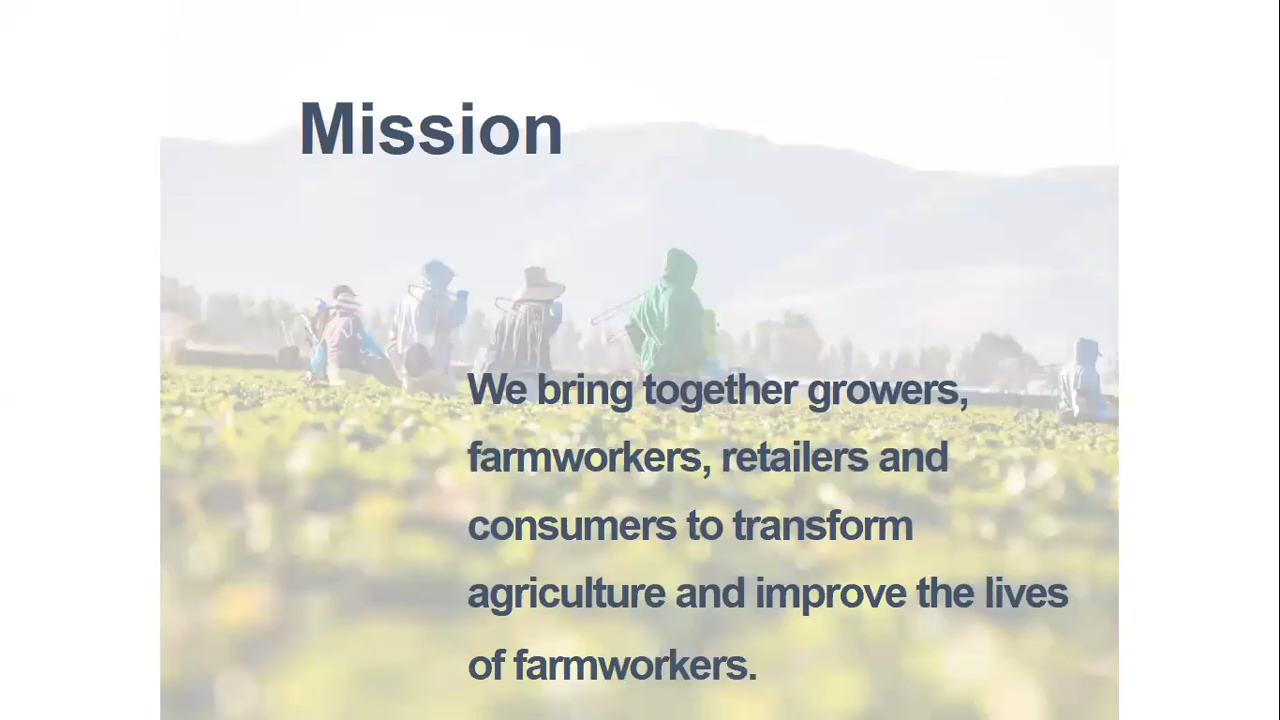 Mission
We bring together growers,
farmworkers, retailers and
consumers to transform
agriculture and improve the lives
of farmworkers.